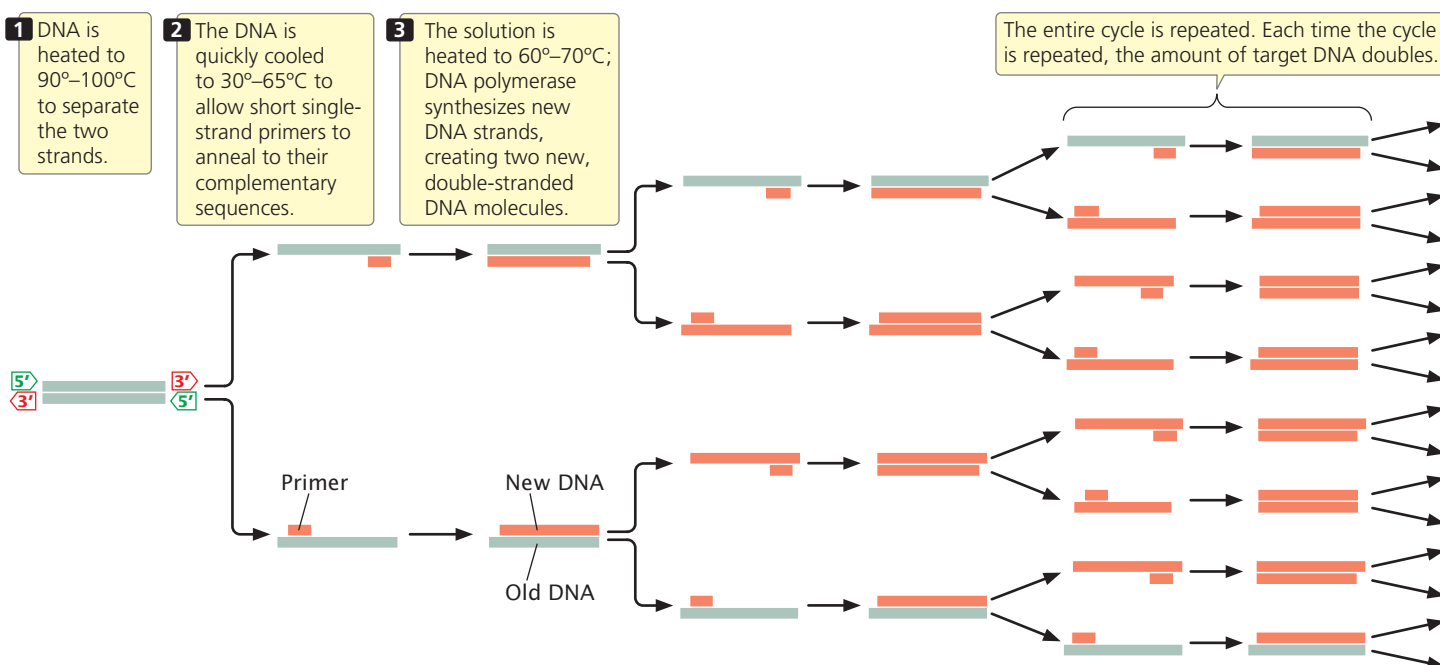 1 DNA is
heated to
90º–100ºC
to separate
the two
strands.
2 The DNA is
quickly cooled
to 30º–65ºC to
allow short single-
strand primers to
anneal to their
complementary
sequences.
3 The solution is
heated to 60º–70ºC;
DNA polymerase
synthesizes new
DNA strands,
creating two new,
double-stranded
DNA molecules.
The entire cycle is repeated. Each time the cycle
is repeated, the amount of target DNA doubles.
5′ 3′
3′ 5′
Primer
New DNA
Old DNA